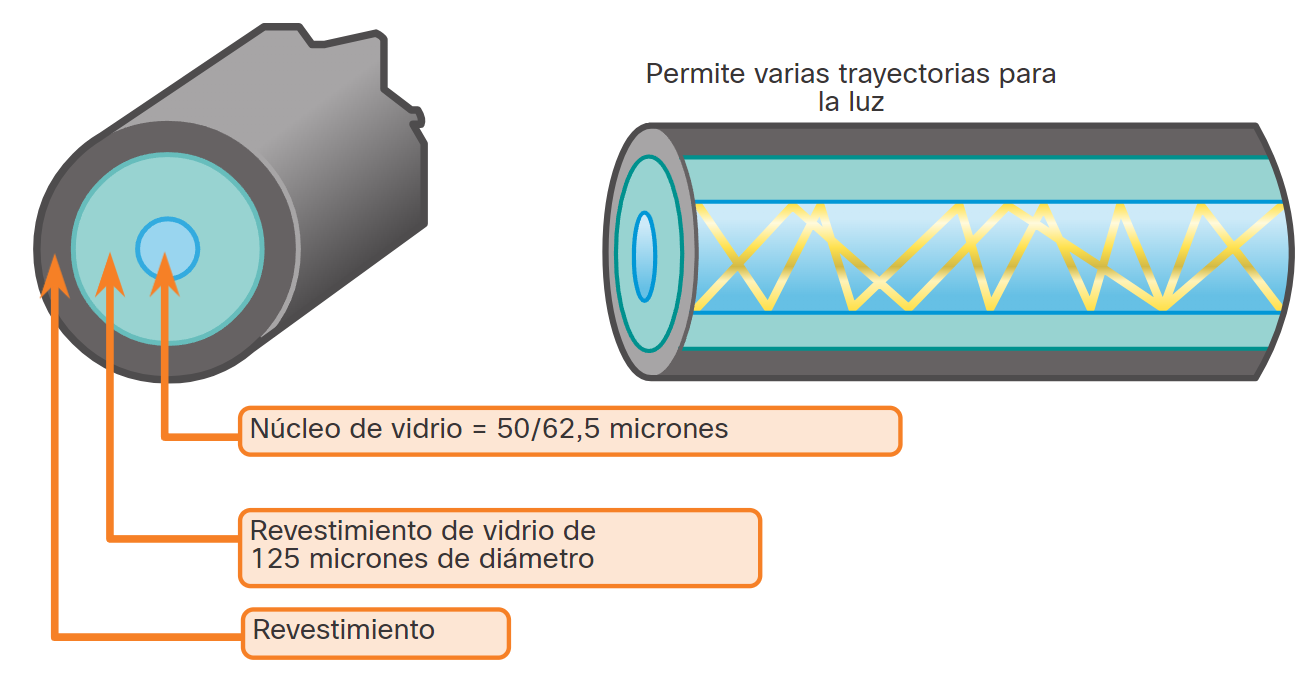 Permite varias trayectorias para
la luz
Núcleo de vidrio = 50/62,5 micrones
Revestimiento de vidrio de
125 micrones de diámetro
Revestimiento